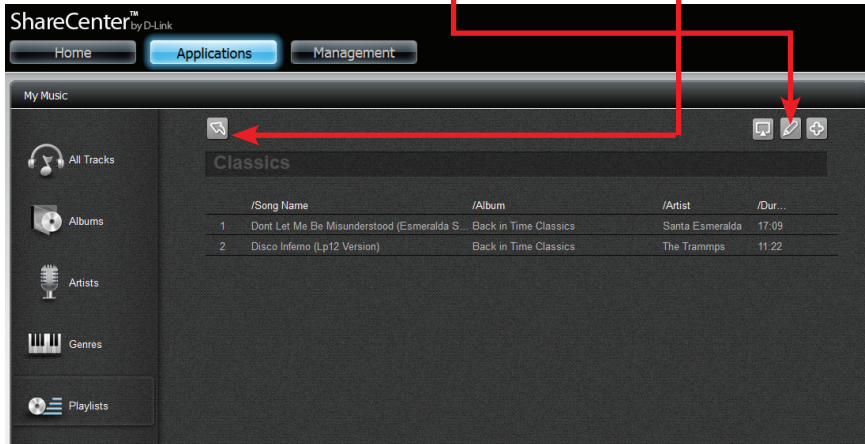 ShareCenter™ by D-Link
Home Applications Management
My Music
All Tracks
Albums
Artists
Genres
Playlists
Classics
/Song Name /Album /Artist /Dur...
1 Dont Let Me Be Misunderstood (Esmeralda S... Back in Time Classics Santa Esmeralda 17:09
2 Disco Inferno (Lp12 Version) Back in Time Classics The Trammps 11:22